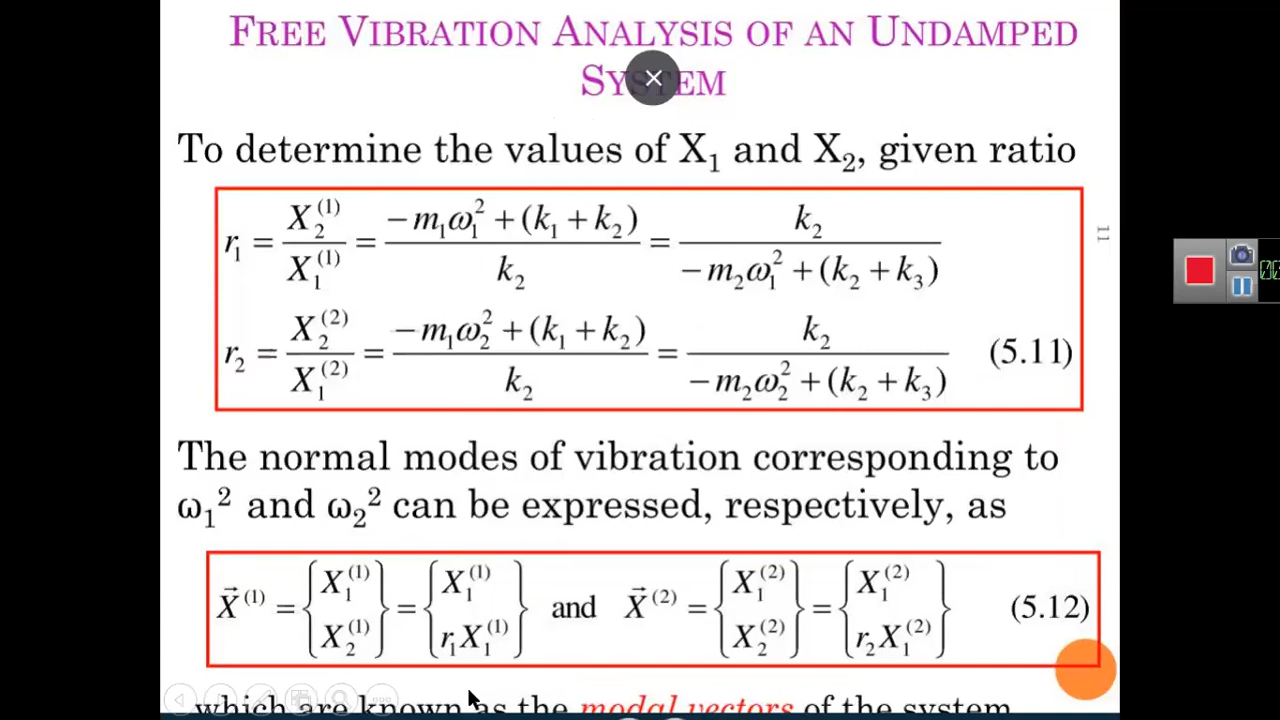 FREE VIBRATION ANALYSIS OF AN UNDAMPED
SYSTEM
To determine the values of X₁ and X₂, given ratio
r₁ = X₂⁽¹⁾/X₁⁽¹⁾ = (−m₁ω₁² + (k₁ + k₂))/k₂ = k₂/(−m₂ω₁² + (k₂ + k₃))
11
r₂ = X₂⁽²⁾/X₁⁽²⁾ = (−m₁ω₂² + (k₁ + k₂))/k₂ = k₂/(−m₂ω₂² + (k₂ + k₃)) (5.11)
The normal modes of vibration corresponding to
ω₁² and ω₂² can be expressed, respectively, as
X⃗⁽¹⁾ = {X₁⁽¹⁾ X₂⁽¹⁾} = {X₁⁽¹⁾ r₁X₁⁽¹⁾} and X⃗⁽²⁾ = {X₁⁽²⁾ X₂⁽²⁾} = {X₁⁽²⁾ r₂X₁⁽²⁾} (5.12)
which are known as the modal vectors of the system